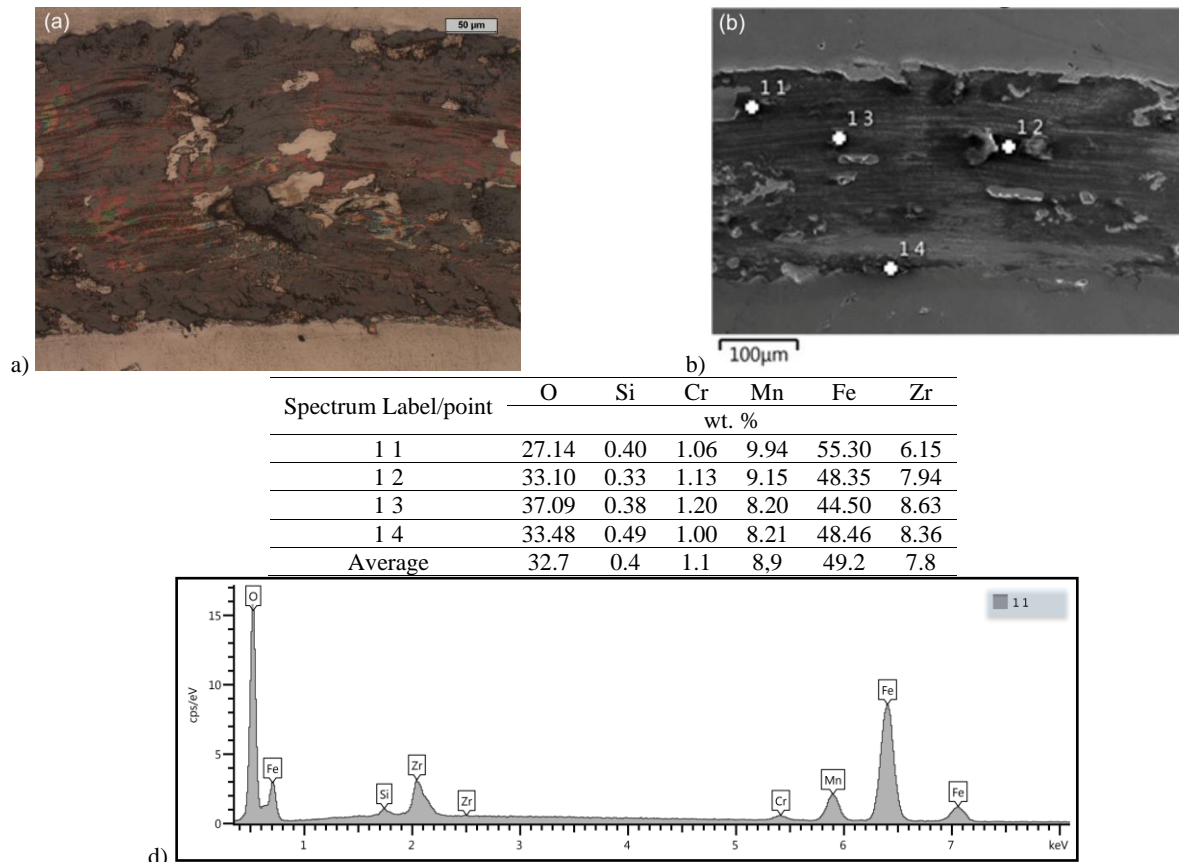 (a)
50 µm
(b)
1 1
1 3
1 2
1 4
100µm
a)
b)
Spectrum Label/point O Si Cr Mn Fe Zr
wt. %
1 1 27.14 0.40 1.06 9.94 55.30 6.15
1 2 33.10 0.33 1.13 9.15 48.35 7.94
1 3 37.09 0.38 1.20 8.20 44.50 8.63
1 4 33.48 0.49 1.00 8.21 48.46 8.36
Average 32.7 0.4 1.1 8,9 49.2 7.8
O
1 1
15
10
cps/eV
Fe
5
Fe
Zr
Mn
Si
Zr
Cr
Fe
0
1 2 3 4 5 6 7 keV
d)